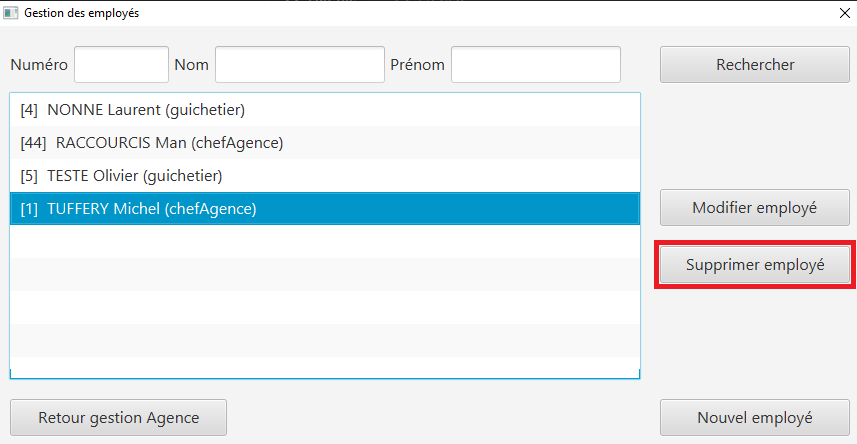 Gestion des employés
Numéro Nom Prénom Rechercher
[4] NONNE Laurent (guichetier)
[44] RACCOURCIS Man (chefAgence)
[5] TESTE Olivier (guichetier)
[1] TUFFERY Michel (chefAgence)
Modifier employé
Supprimer employé
Retour gestion Agence
Nouvel employé